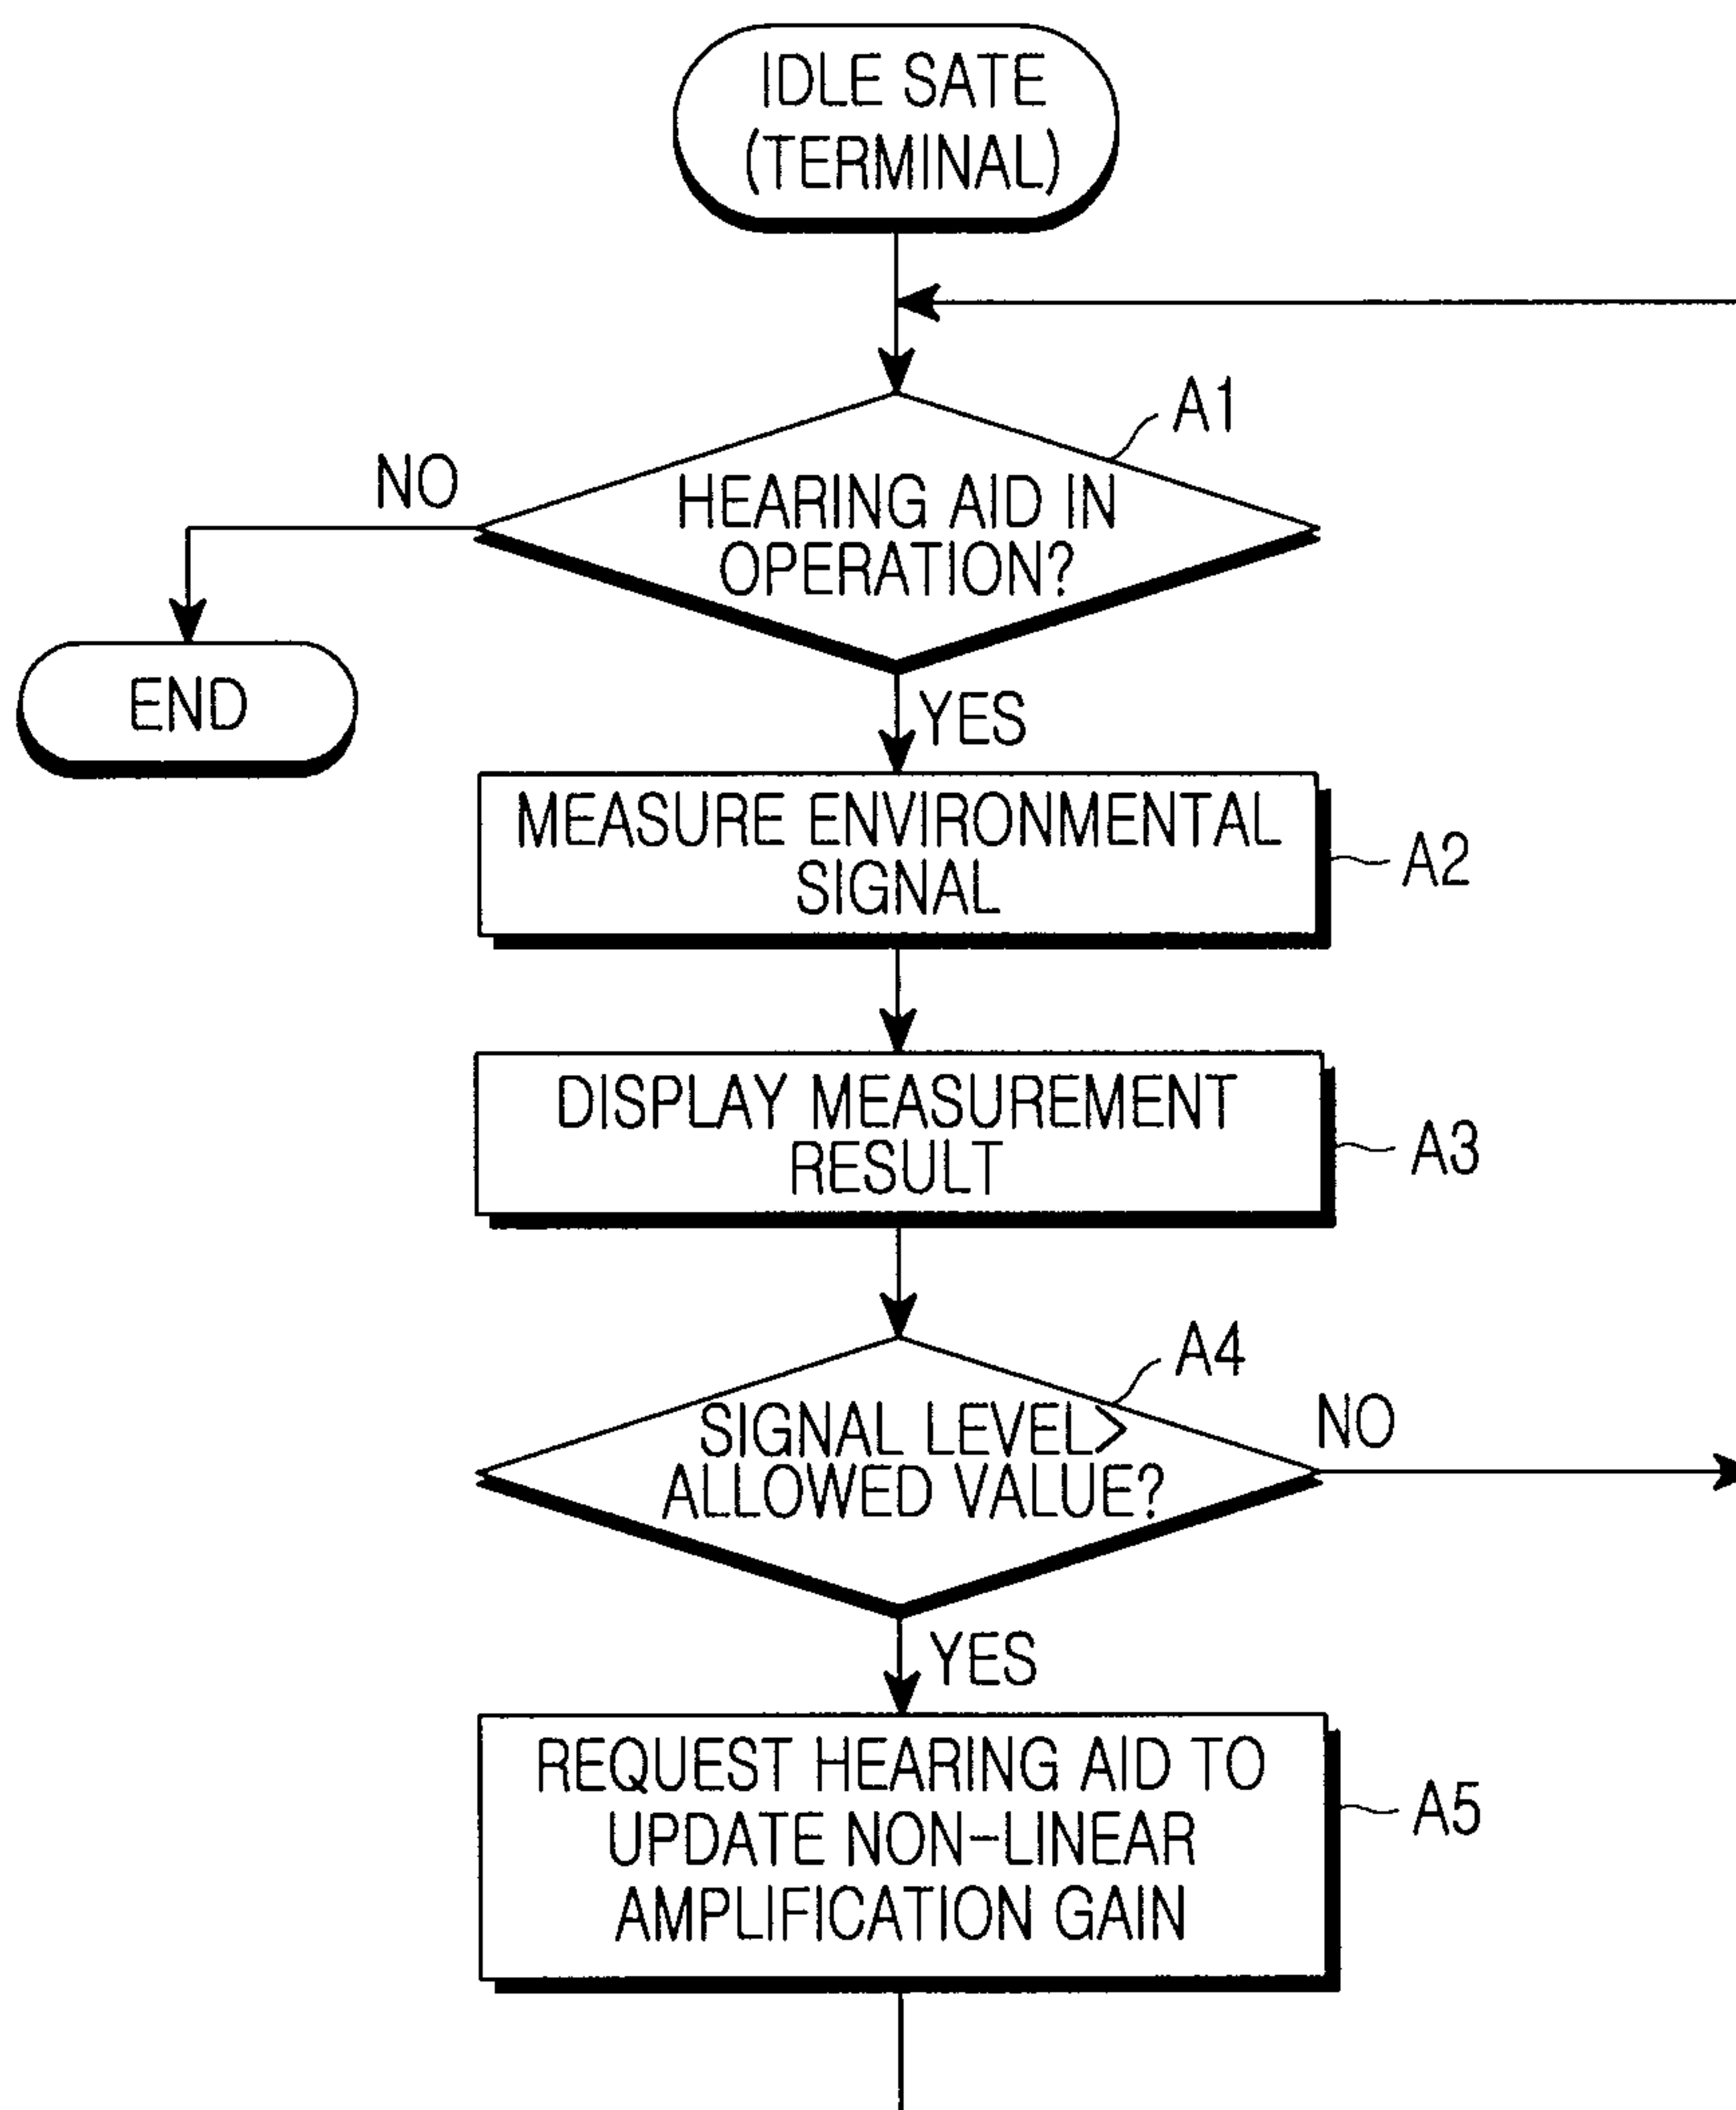 IDLE SATE
(TERMINAL)
A1
NO
HEARING AID IN
OPERATION?
END
YES
MEASURE ENVIRONMENTAL
SIGNAL
A2
DISPLAY MEASUREMENT
RESULT
A3
A4
SIGNAL LEVEL>
ALLOWED VALUE?
NO
YES
REQUEST HEARING AID TO
UPDATE NON-LINEAR
AMPLIFICATION GAIN
A5